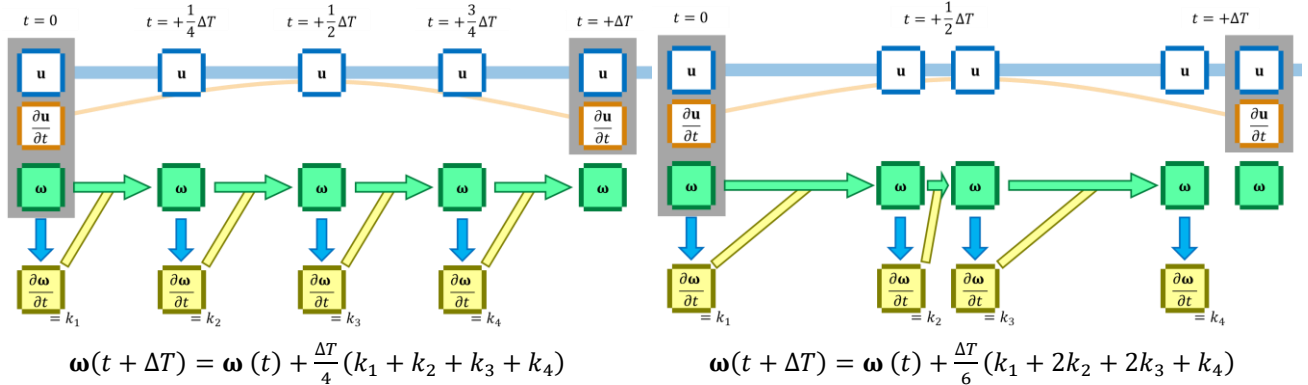 t = 0
t = +1/4 ΔT
t = +1/2 ΔT
t = +3/4 ΔT
t = +ΔT
u u u u u
∂u/∂t ∂u/∂t
ω ω ω ω ω
∂ω/∂t ∂ω/∂t ∂ω/∂t ∂ω/∂t
= k₁ = k₂ = k₃ = k₄
ω(t + ΔT) = ω (t) + ΔT/4 (k₁ + k₂ + k₃ + k₄)
t = 0
t = +1/2 ΔT
t = +ΔT
u u u u u
∂u/∂t ∂u/∂t
ω ω ω ω ω
∂ω/∂t ∂ω/∂t ∂ω/∂t ∂ω/∂t
= k₁ = k₂ = k₃ = k₄
ω(t + ΔT) = ω (t) + ΔT/6 (k₁ + 2k₂ + 2k₃ + k₄)